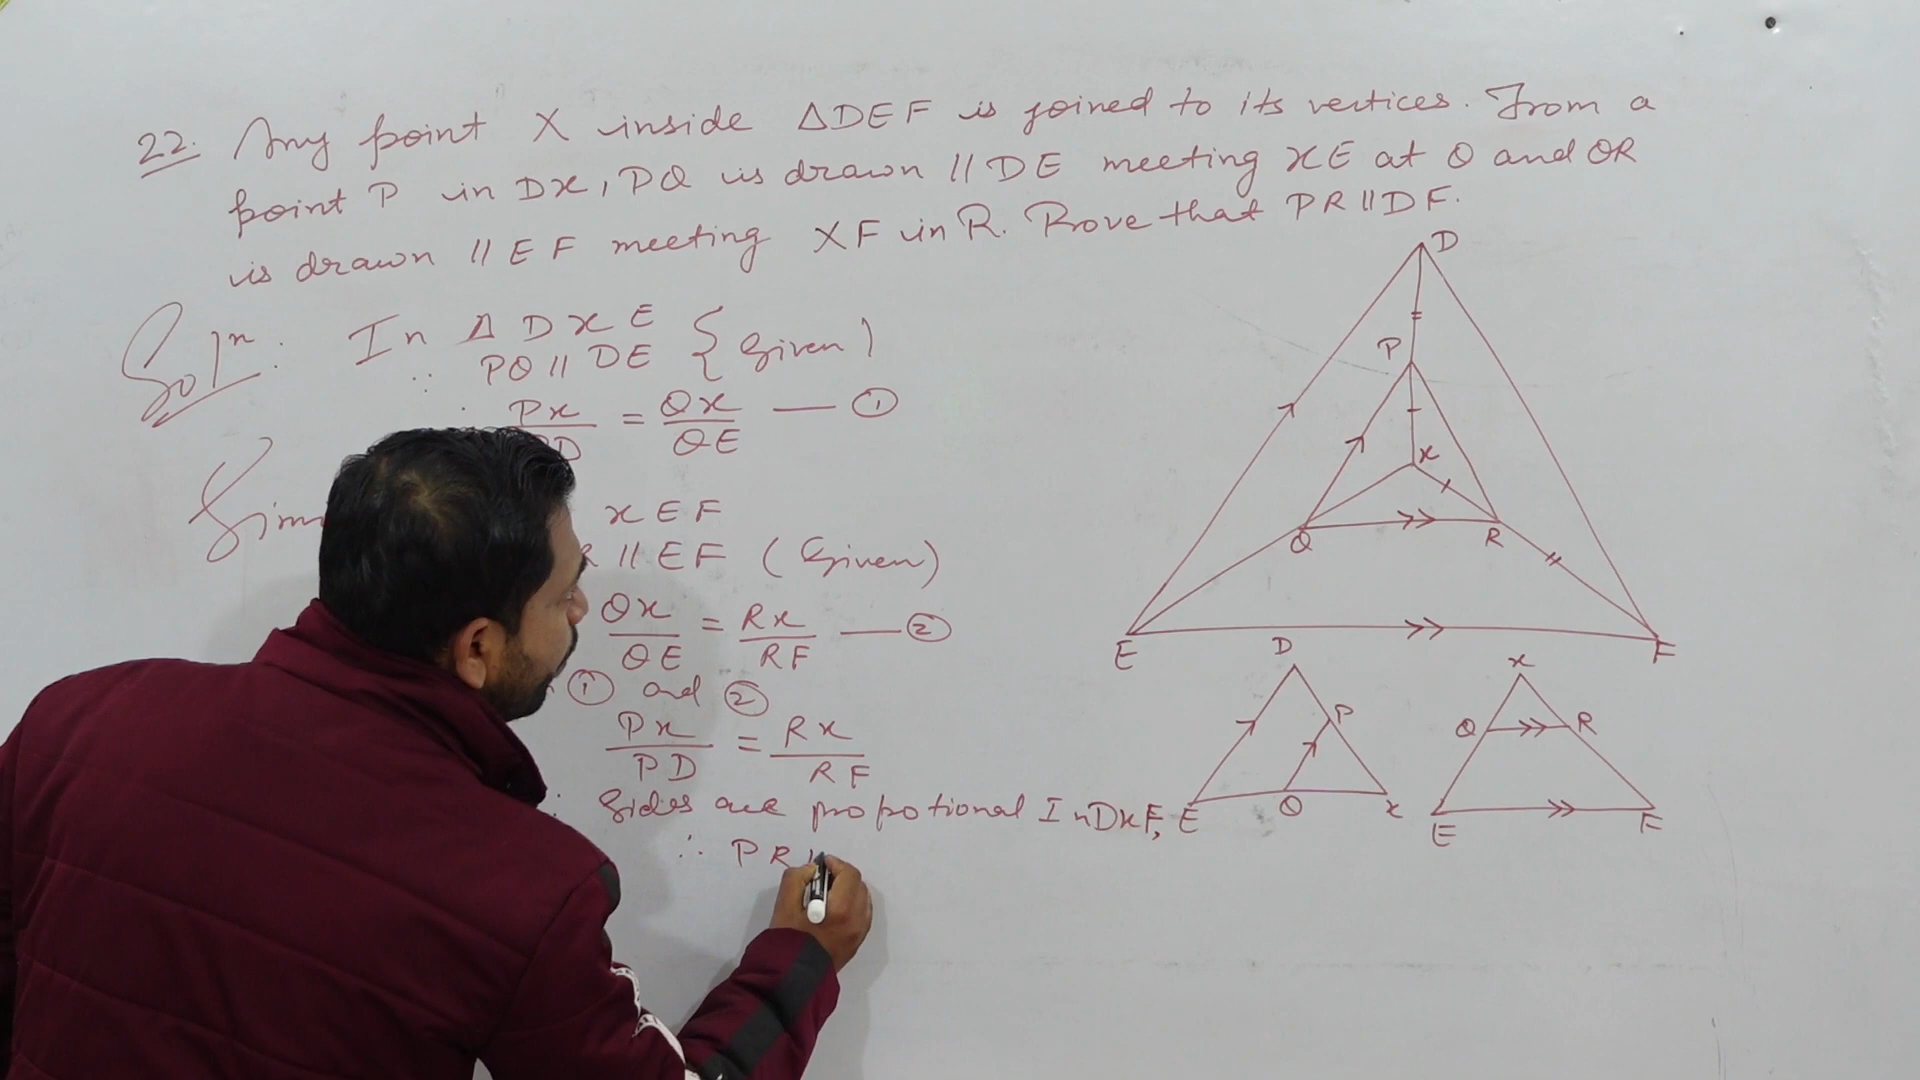 22. Any point X inside ΔDEF is joined to its vertices. From a
point P in Dx, PQ is drawn // DE meeting XE at Q and QR
is drawn // EF meeting XF in R. Prove that PR//DF.
Solⁿ: In Δ DxE
∵ PQ // DE {Given)
∴ Px/PD = Qx/QE — ①
xEF
// EF (Given)
Qx/QE = Rx/RF — ②
① and ②
Px/PD = Rx/RF
∵ Sides are propotional In DxF,
∴ PR
D
P
x
Q
R
E
F
D
P
E
Q
x
x
Q
R
E
F